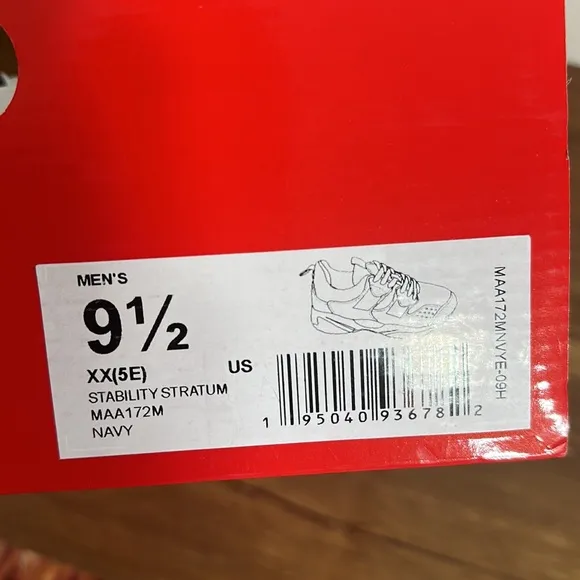 MEN'S
9½
XX(5E)
US
STABILITY STRATUM
MAA172M
NAVY
1 95040 93678 2
MAA172MNVYE-09H